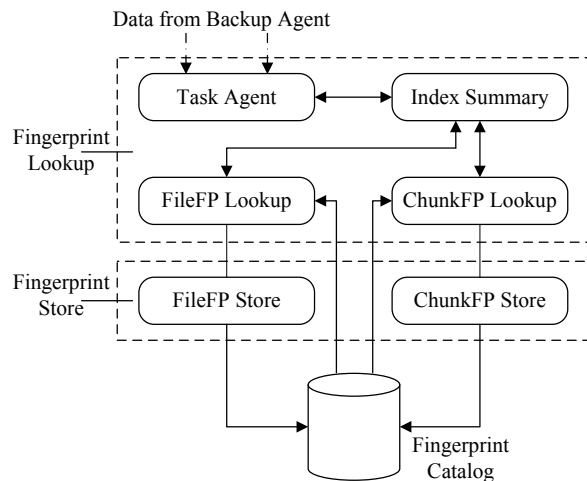 Data from Backup Agent
Task Agent
Index Summary
Fingerprint
Lookup
FileFP Lookup
ChunkFP Lookup
Fingerprint
Store
FileFP Store
ChunkFP Store
Fingerprint
Catalog